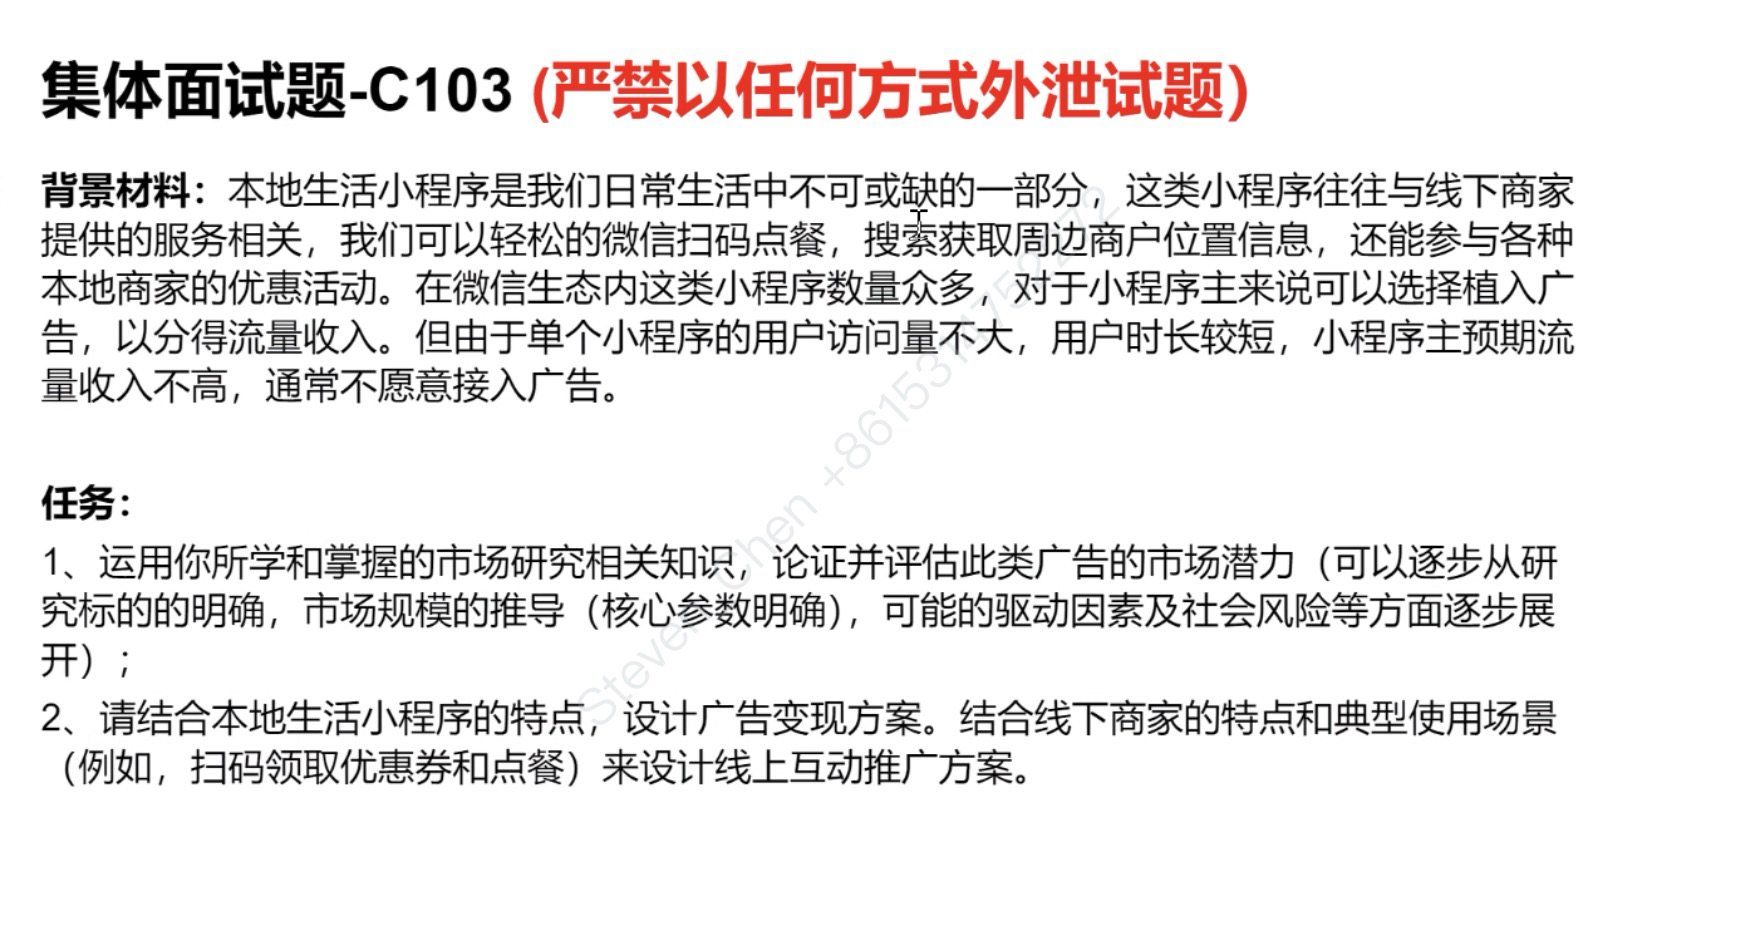 集体面试题-C103 (严禁以任何方式外泄试题)
背景材料：本地生活小程序是我们日常生活中不可或缺的一部分，这类小程序往往与线下商家
提供的服务相关，我们可以轻松的微信扫码点餐，搜索获取周边商户位置信息，还能参与各种
本地商家的优惠活动。在微信生态内这类小程序数量众多，对于小程序主来说可以选择植入广
告，以分得流量收入。但由于单个小程序的用户访问量不大，用户时长较短，小程序主预期流
量收入不高，通常不愿意接入广告。
任务：
1、运用你所学和掌握的市场研究相关知识，论证并评估此类广告的市场潜力（可以逐步从研
究标的的明确，市场规模的推导（核心参数明确），可能的驱动因素及社会风险等方面逐步展
开）；
2、请结合本地生活小程序的特点，设计广告变现方案。结合线下商家的特点和典型使用场景
（例如，扫码领取优惠券和点餐）来设计线上互动推广方案。